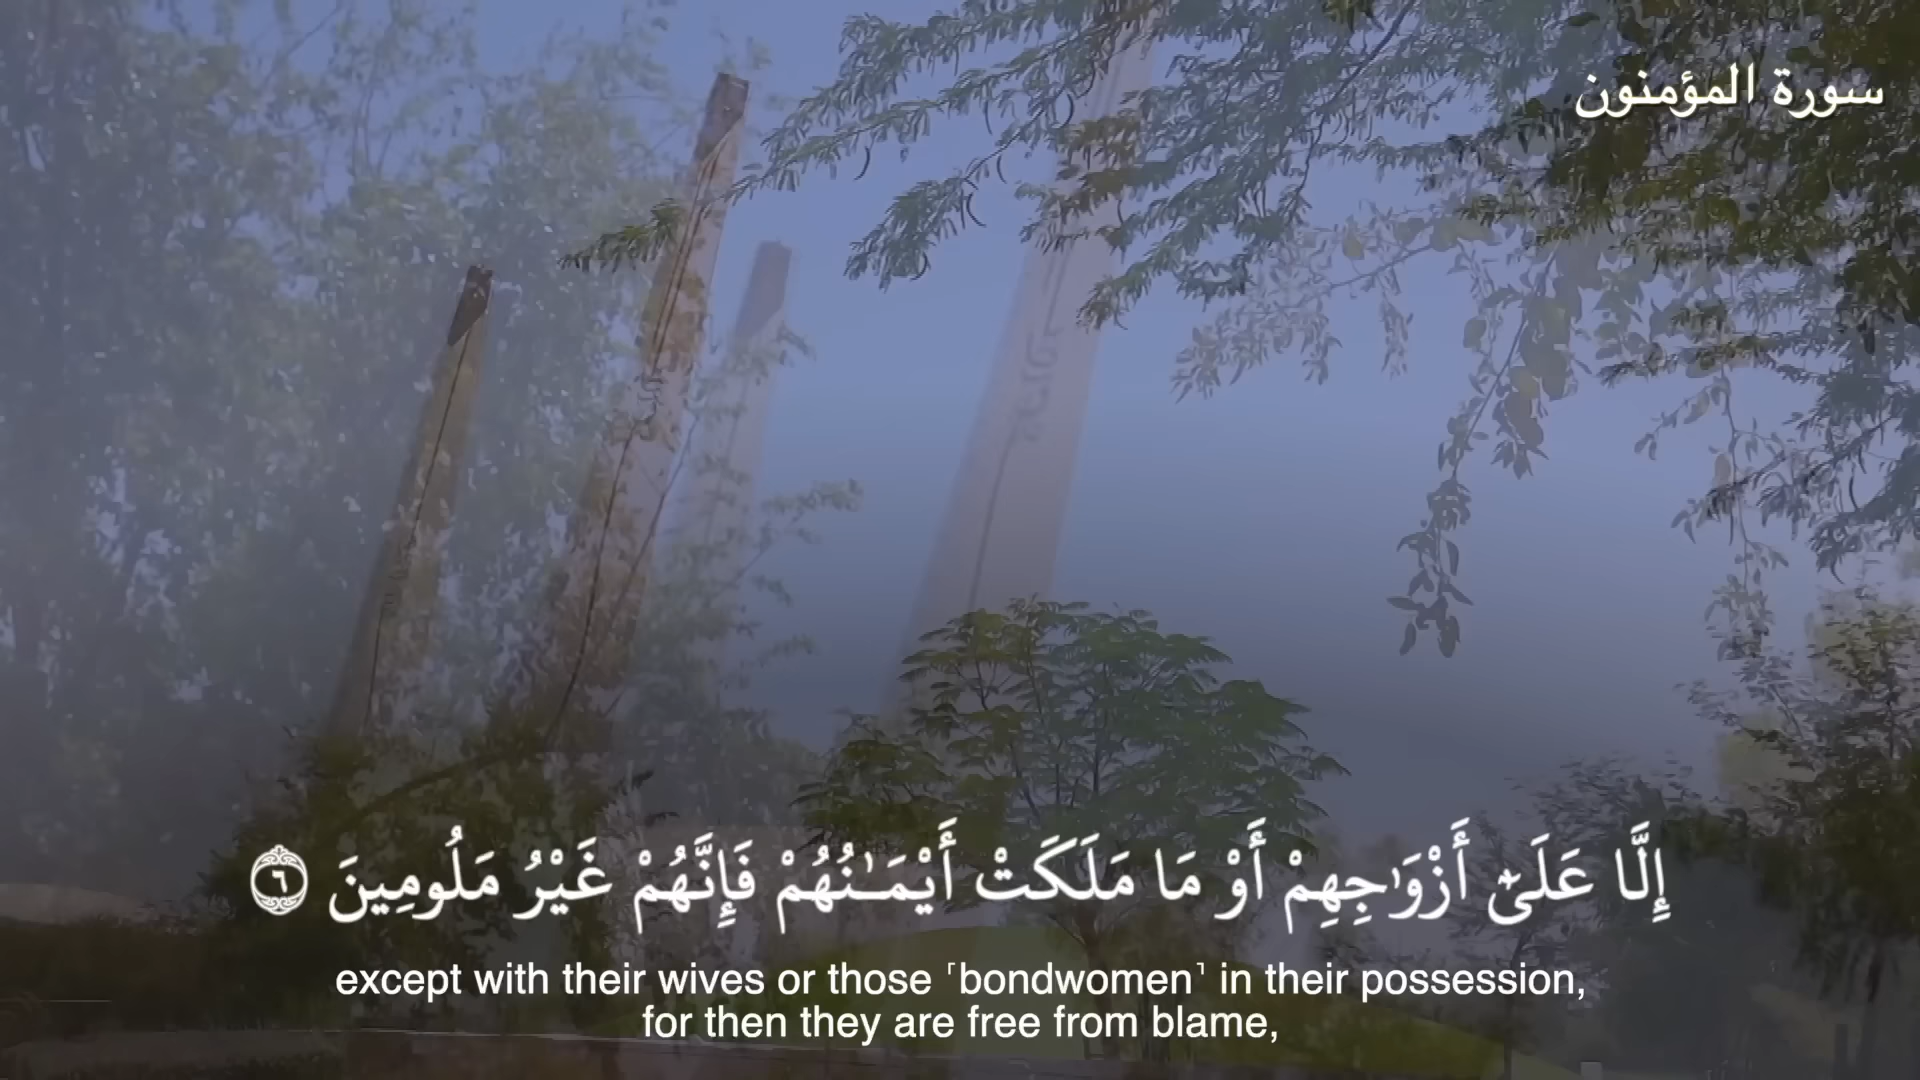 سورة المؤمنون
إِلَّا عَلَىٰٓ أَزْوَٰجِهِمْ أَوْ مَا مَلَكَتْ أَيْمَـٰنُهُمْ فَإِنَّهُمْ غَيْرُ مَلُومِينَ ٦
except with their wives or those ˹bondwomen˺ in their possession,
for then they are free from blame,